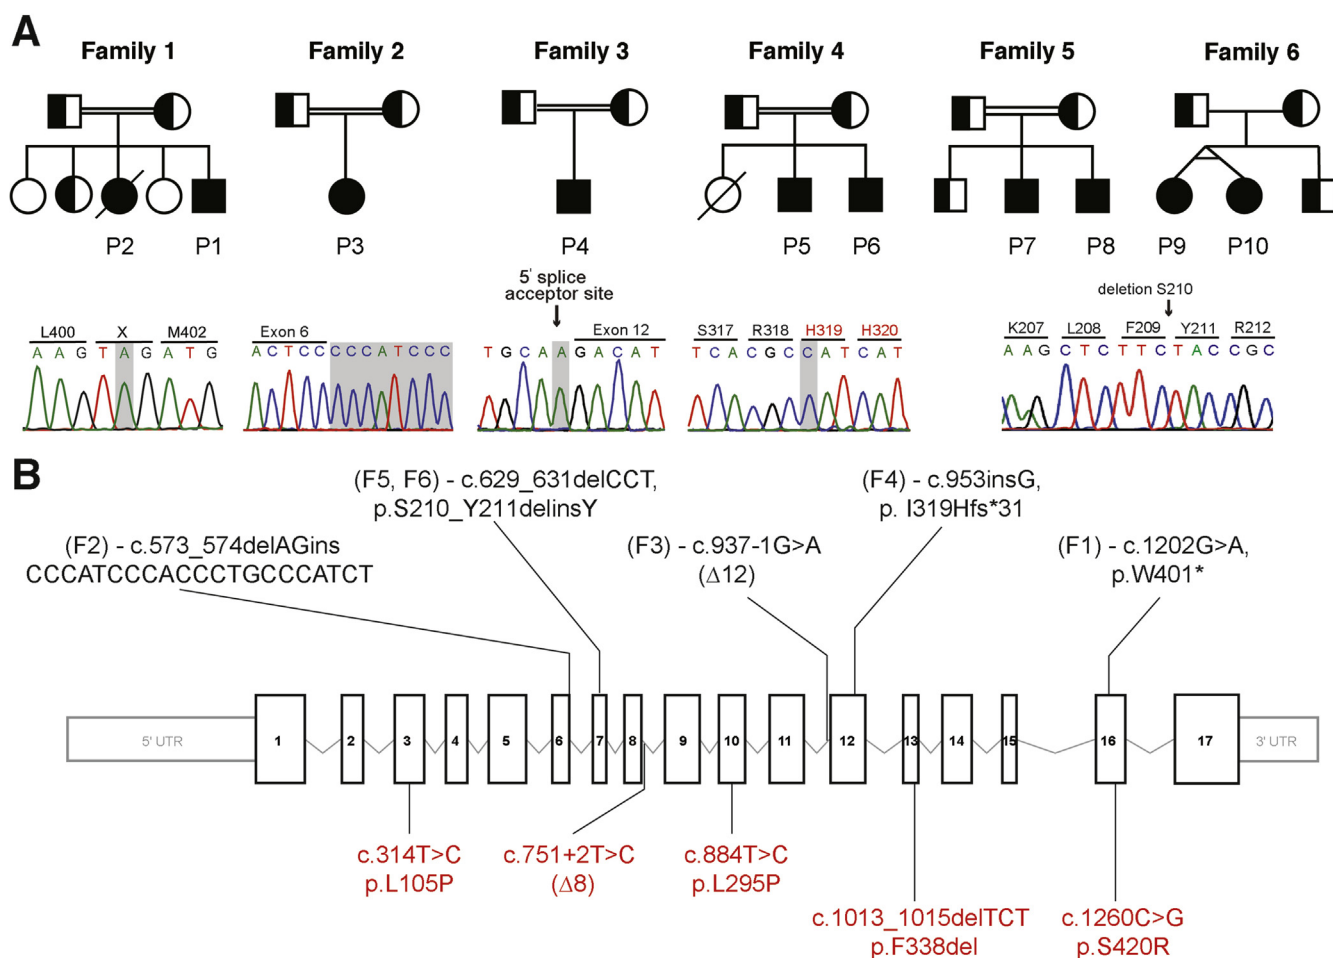 A
Family 1 Family 2 Family 3 Family 4 Family 5 Family 6
P2 P1 P3 P4 P5 P6 P7 P8 P9 P10
5' splice
acceptor site
deletion S210
L400 X M402
A A G T A G A T G
Exon 6
A C T C C C C C A T C C C
Exon 12
T G C A A G A C A T
S317 R318 H319 H320
T C A C G C C A T C A T
K207 L208 F209 Y211 R212
A A G C T C T T C T A C C G C
B
(F5, F6) - c.629_631delCCT,
p.S210_Y211delinsY
(F4) - c.953insG,
p. I319Hfs*31
(F2) - c.573_574delAGins
CCCATCCCACCCTGCCCATCT
(F3) - c.937-1G>A
(Δ12)
(F1) - c.1202G>A,
p.W401*
5' UTR 1 2 3 4 5 6 7 8 9 10 11 12 13 14 15 16 17 3' UTR
c.314T>C
p.L105P
c.751+2T>C
(Δ8)
c.884T>C
p.L295P
c.1013_1015delTCT
p.F338del
c.1260C>G
p.S420R